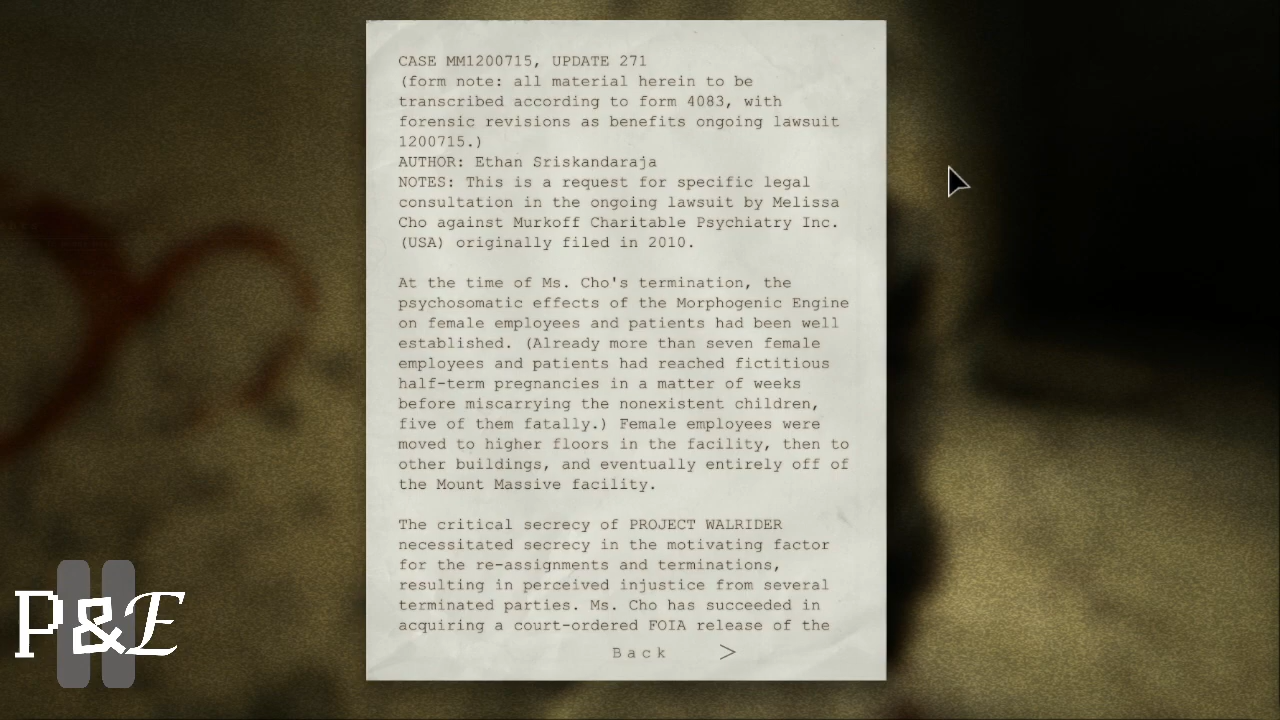 CASE MM1200715, UPDATE 271
(form note: all material herein to be
transcribed according to form 4083, with
forensic revisions as benefits ongoing lawsuit
1200715.)
AUTHOR: Ethan Sriskandaraja
NOTES: This is a request for specific legal
consultation in the ongoing lawsuit by Melissa
Cho against Murkoff Charitable Psychiatry Inc.
(USA) originally filed in 2010.
At the time of Ms. Cho's termination, the
psychosomatic effects of the Morphogenic Engine
on female employees and patients had been well
established. (Already more than seven female
employees and patients had reached fictitious
half-term pregnancies in a matter of weeks
before miscarrying the nonexistent children,
five of them fatally.) Female employees were
moved to higher floors in the facility, then to
other buildings, and eventually entirely off of
the Mount Massive facility.
The critical secrecy of PROJECT WALRIDER
necessitated secrecy in the motivating factor
for the re-assignments and terminations,
resulting in perceived injustice from several
terminated parties. Ms. Cho has succeeded in
acquiring a court-ordered FOIA release of the
Back >
P&E